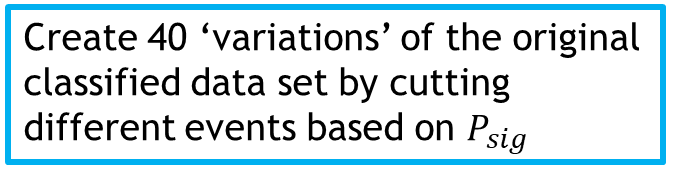 Create 40 ‘variations’ of the original
classified data set by cutting
different events based on P_sig